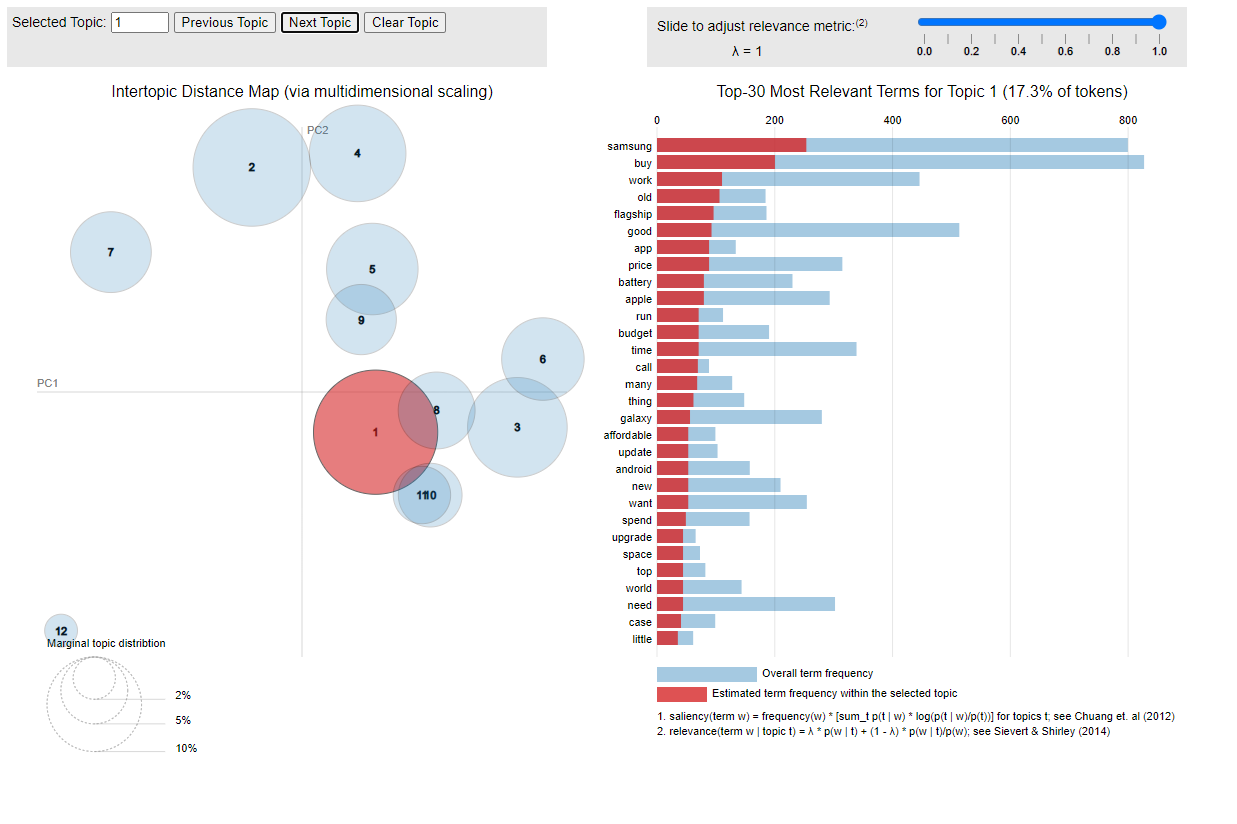 Selected Topic: 1 Previous Topic Next Topic Clear Topic
Slide to adjust relevance metric:(2)
λ = 1
0.0 0.2 0.4 0.6 0.8 1.0
Intertopic Distance Map (via multidimensional scaling)
PC2
PC1
2
4
7
5
9
6
8
3
1
11
10
12
Marginal topic distribtion
2%
5%
10%
Top-30 Most Relevant Terms for Topic 1 (17.3% of tokens)
0 200 400 600 800
samsung
buy
work
old
flagship
good
app
price
battery
apple
run
budget
time
call
many
thing
galaxy
affordable
update
android
new
want
spend
upgrade
space
top
world
need
case
little
Overall term frequency
Estimated term frequency within the selected topic
1. saliency(term w) = frequency(w) * [sum_t p(t | w) * log(p(t | w)/p(t))] for topics t; see Chuang et. al (2012)
2. relevance(term w | topic t) = λ * p(w | t) + (1 - λ) * p(w | t)/p(w); see Sievert & Shirley (2014)